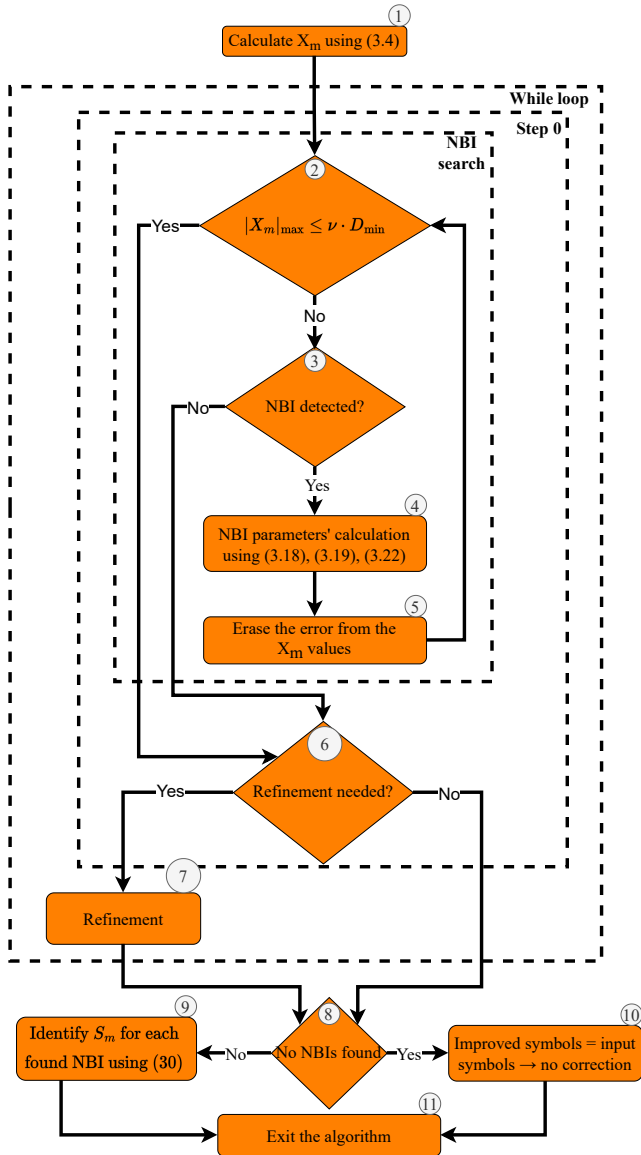 1
Calculate X_m using (3.4)
While loop
Step 0
NBI
search
2
|X_m|_max ≤ ν · D_min
Yes
No
3
NBI detected?
No
Yes
4
NBI parameters' calculation
using (3.18), (3.19), (3.22)
5
Erase the error from the
X_m values
6
Refinement needed?
Yes
No
7
Refinement
8
No NBIs found
No
Yes
9
Identify S_m for each
found NBI using (30)
10
Improved symbols = input
symbols → no correction
11
Exit the algorithm